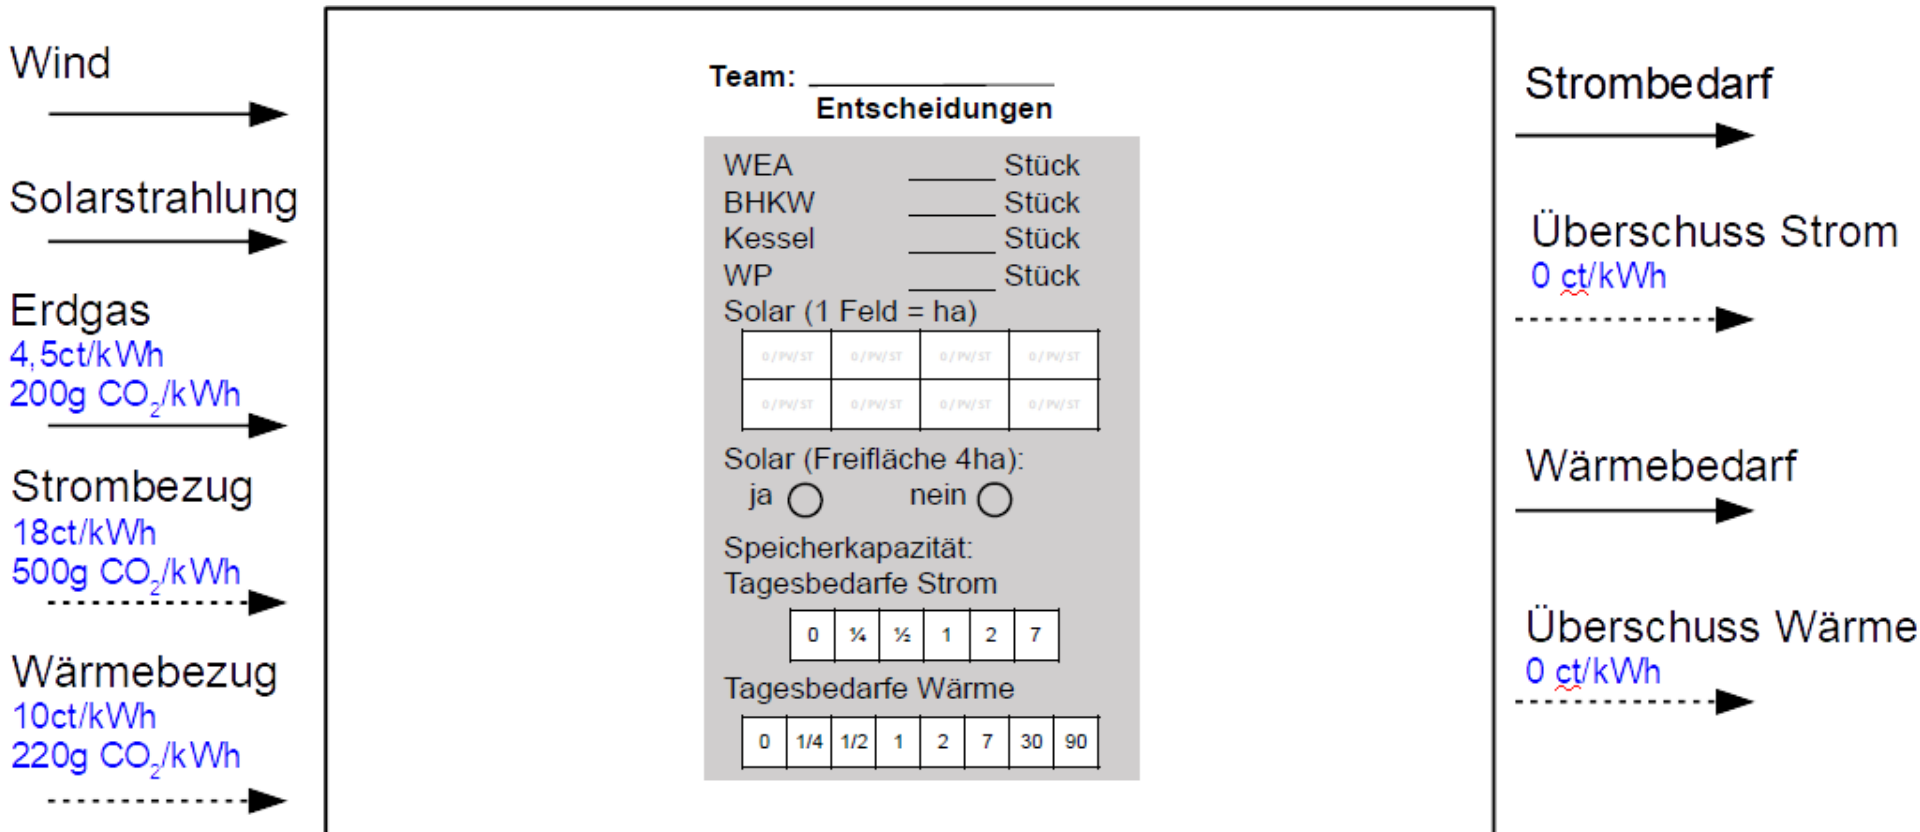 Wind
Solarstrahlung
Erdgas
4,5ct/kWh
200g CO₂/kWh
Strombezug
18ct/kWh
500g CO₂/kWh
Wärmebezug
10ct/kWh
220g CO₂/kWh
Team: ____________
Entscheidungen
WEA _____ Stück
BHKW _____ Stück
Kessel _____ Stück
WP _____ Stück
Solar (1 Feld = ha)
0/PV/ST 0/PV/ST 0/PV/ST 0/PV/ST
0/PV/ST 0/PV/ST 0/PV/ST 0/PV/ST
Solar (Freifläche 4ha):
ja nein
Speicherkapazität:
Tagesbedarfe Strom
0 ¼ ½ 1 2 7
Tagesbedarfe Wärme
0 1/4 1/2 1 2 7 30 90
Strombedarf
Überschuss Strom
0 ct/kWh
Wärmebedarf
Überschuss Wärme
0 ct/kWh